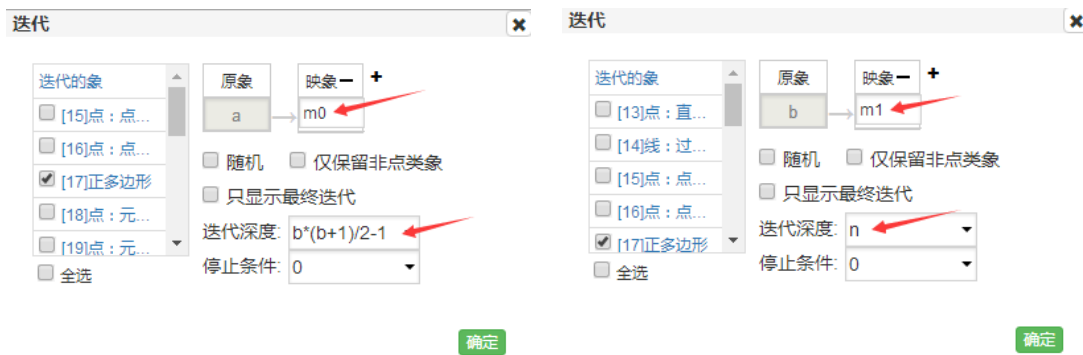 迭代
迭代的象
[15]点：点...
[16]点：点...
[17]正多边形
[18]点：元...
[19]点：元...
全选
原象
映象
a
m0
随机
仅保留非点类象
只显示最终迭代
迭代深度:
b*(b+1)/2-1
停止条件:
0
确定
迭代
迭代的象
[13]点：直...
[14]线：过...
[15]点：点...
[16]点：点...
[17]正多边形
全选
原象
映象
b
m1
随机
仅保留非点类象
只显示最终迭代
迭代深度:
n
停止条件:
0
确定